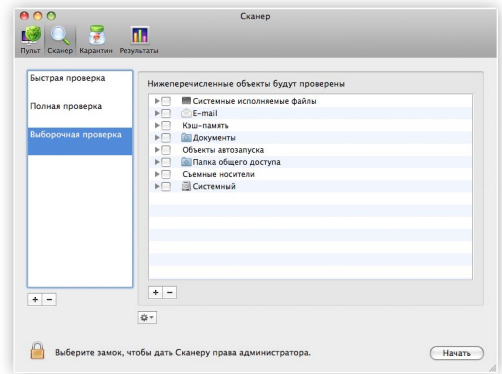 Сканер
Пульт Сканер Карантин Результаты
Быстрая проверка
Полная проверка
Выборочная проверка
Нижеперечисленные объекты будут проверены
Системные исполняемые файлы
E-mail
Кэш-память
Документы
Объекты автозапуска
Папка общего доступа
Съемные носители
Системный
+ −
+ −
Выберите замок, чтобы дать Сканеру права администратора.
Начать